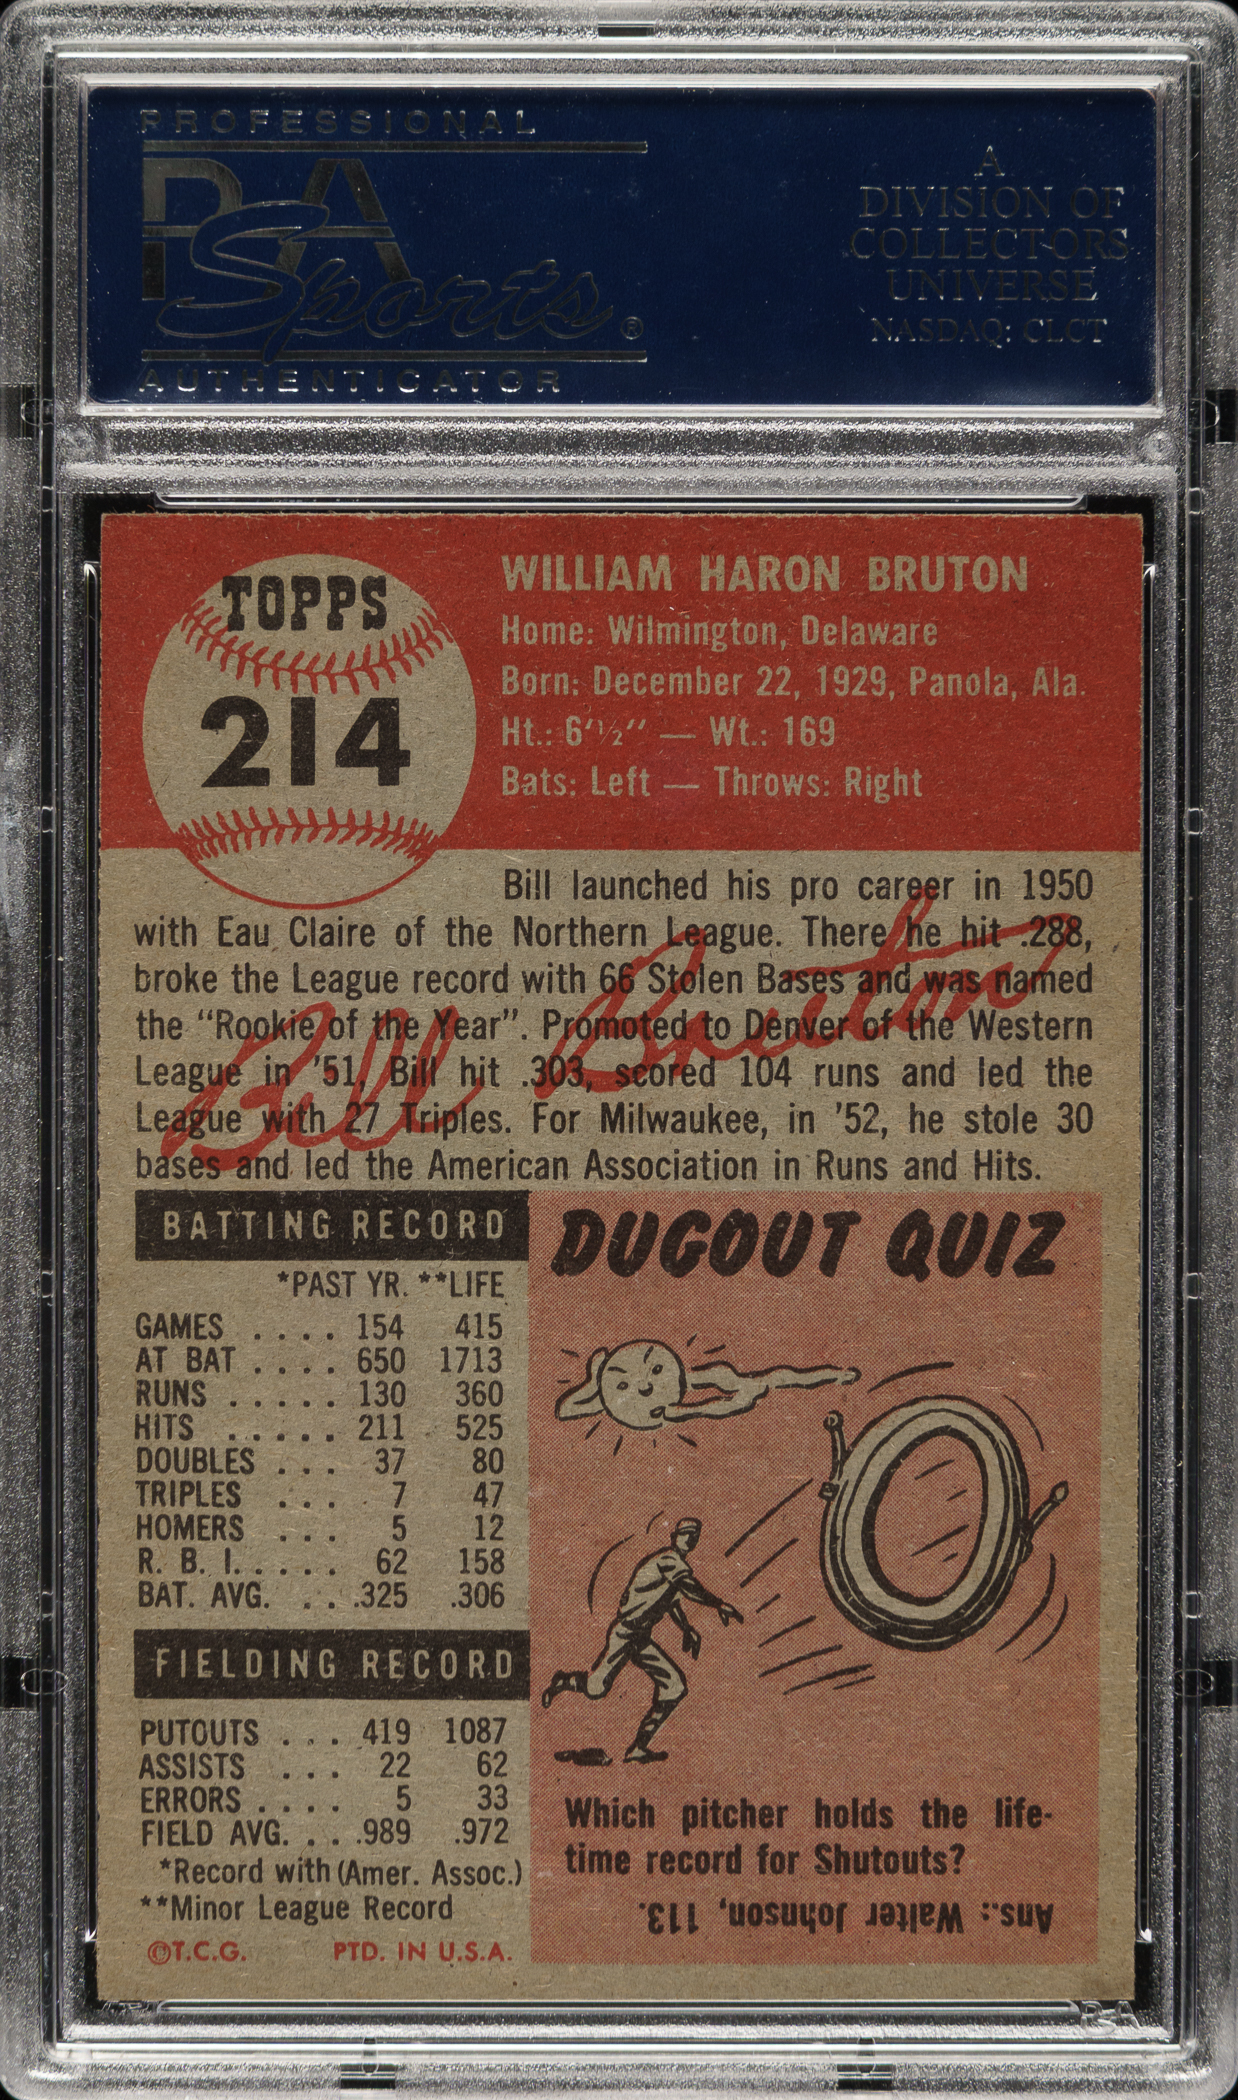 PROFESSIONAL
PSA
Sports®
AUTHENTICATOR
A
DIVISION OF
COLLECTORS
UNIVERSE
NASDAQ: CLCT
TOPPS
214
WILLIAM HARON BRUTON
Home: Wilmington, Delaware
Born: December 22, 1929, Panola, Ala.
Ht.: 6'½" — Wt.: 169
Bats: Left — Throws: Right
Bill launched his pro career in 1950
with Eau Claire of the Northern League. There he hit .288,
broke the League record with 66 Stolen Bases and was named
the "Rookie of the Year". Promoted to Denver of the Western
League in '51, Bill hit .303, scored 104 runs and led the
League with 27 Triples. For Milwaukee, in '52, he stole 30
bases and led the American Association in Runs and Hits.
Bill Bruton
BATTING RECORD
*PAST YR. **LIFE
GAMES .... 154 415
AT BAT .... 650 1713
RUNS ..... 130 360
HITS ..... 211 525
DOUBLES ... 37 80
TRIPLES ... 7 47
HOMERS ... 5 12
R. B. I...... 62 158
BAT. AVG. ... .325 .306
FIELDING RECORD
PUTOUTS ... 419 1087
ASSISTS ... 22 62
ERRORS .... 5 33
FIELD AVG. ... .989 .972
*Record with (Amer. Assoc.)
**Minor League Record
©T.C.G. PTD. IN U.S.A.
DUGOUT QUIZ
Which pitcher holds the life-
time record for Shutouts?
Ans.: Walter Johnson, 113.
PSA